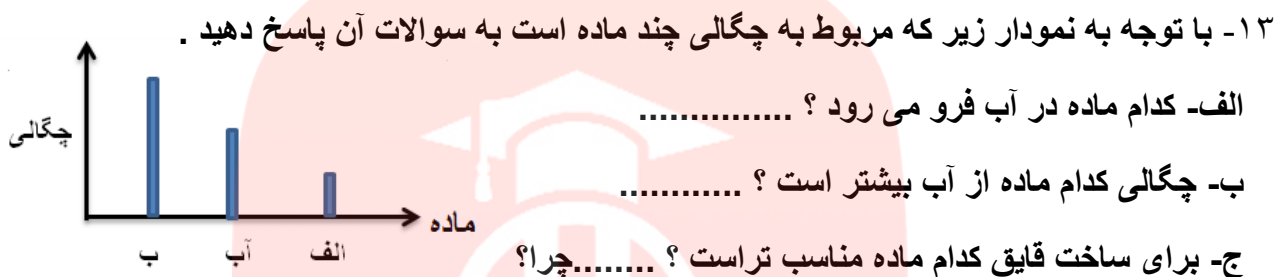 ۱۳- با توجه به نمودار زیر که مربوط به چگالی چند ماده است به سوالات آن پاسخ دهید .
الف- کدام ماده در آب فرو می رود ؟ ...............
ب- چگالی کدام ماده از آب بیشتر است ؟ ............
ج- برای ساخت قایق کدام ماده مناسب تراست ؟ ........چرا؟
چگالی
ماده
الف
آب
ب